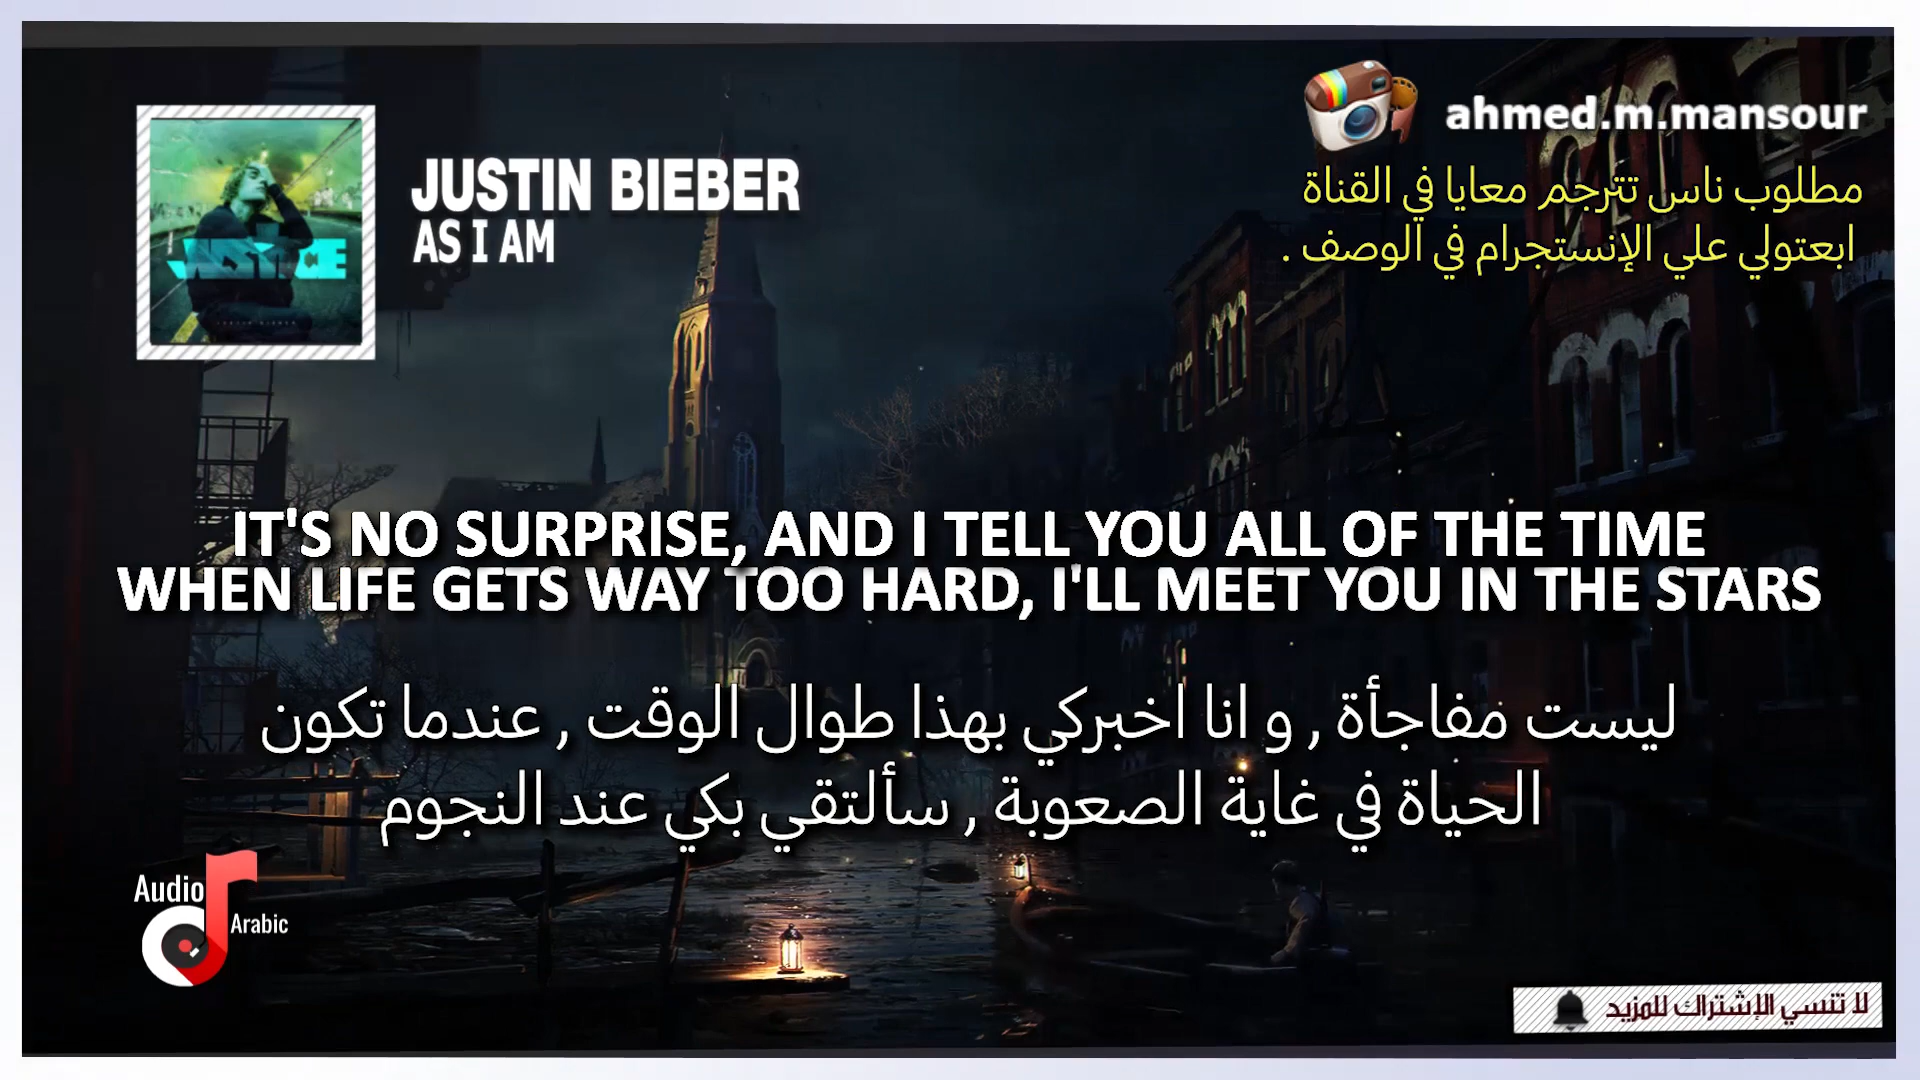 ahmed.m.mansour
مطلوب ناس تترجم معايا في القناة
ابعتولي علي الإنستجرام في الوصف .
JUSTIN BIEBER
AS I AM
JUSTICE
JUSTIN BIEBER
IT'S NO SURPRISE, AND I TELL YOU ALL OF THE TIME
WHEN LIFE GETS WAY TOO HARD, I'LL MEET YOU IN THE STARS
ليست مفاجأة , و انا اخبركي بهذا طوال الوقت , عندما تكون
الحياة في غاية الصعوبة , سألتقي بكي عند النجوم
Audio
Arabic
لا تنسي الإشتراك للمزيد